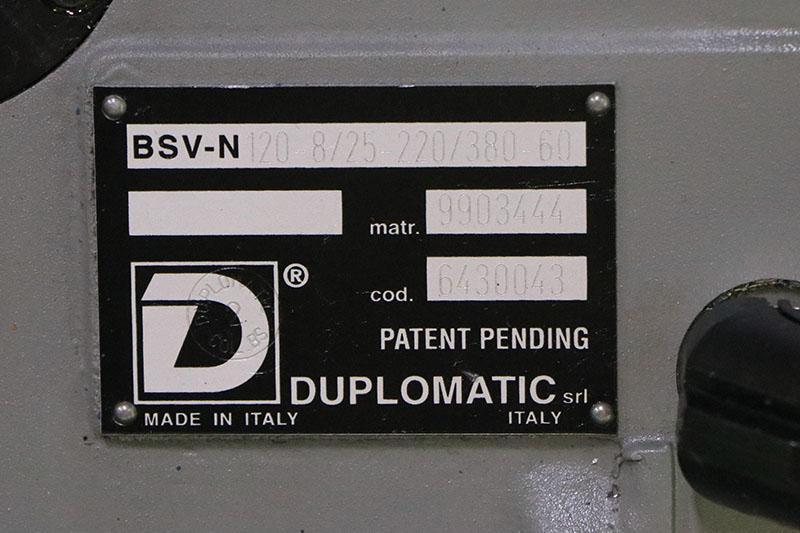 BSV-N 120-8/25-220/380-60
matr. 9903444
cod. 6430043
®
PATENT PENDING
DUPLOMATIC srl
MADE IN ITALY
ITALY